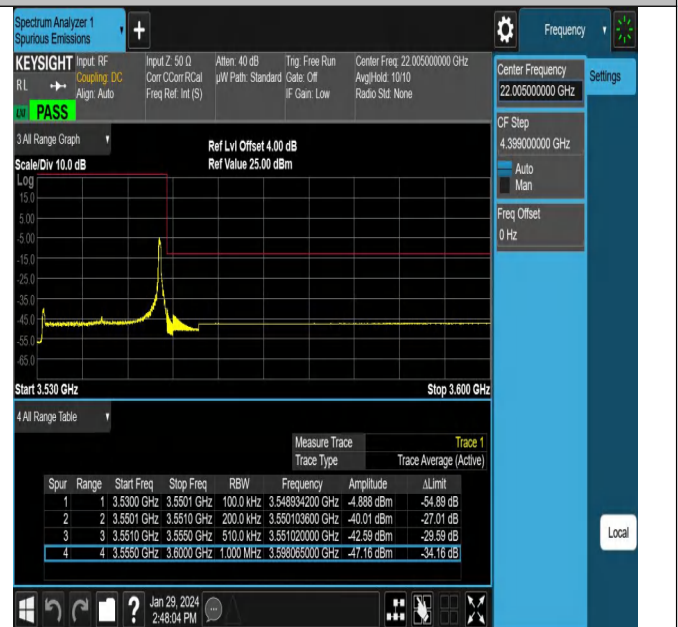 Spectrum Analyzer 1
Spurious Emissions
Frequency
KEYSIGHT Input: RF Input Z: 50 Ω Atten: 40 dB Trig: Free Run Center Freq: 22.005000000 GHz
RL Coupling: DC Corr CCorr RCal µW Path: Standard Gate: Off Avg|Hold: 10/10
Align: Auto Freq Ref: Int (S) IF Gain: Low Radio Std: None
LXI PASS
Center Frequency
22.005000000 GHz
Settings
CF Step
4.399000000 GHz
Auto
Man
Freq Offset
0 Hz
3 All Range Graph
Ref Lvl Offset 4.00 dB
Scale/Div 10.0 dB Ref Value 25.00 dBm
Log
15.0
5.00
-5.00
-15.0
-25.0
-35.0
-45.0
-55.0
-65.0
Start 3.530 GHz Stop 3.600 GHz
4 All Range Table
Measure Trace Trace 1
Trace Type Trace Average (Active)
Spur Range Start Freq Stop Freq RBW Frequency Amplitude ΔLimit
1 1 3.5300 GHz 3.5501 GHz 100.0 kHz 3.548934200 GHz -4.888 dBm -54.89 dB
2 2 3.5501 GHz 3.5510 GHz 200.0 kHz 3.550103600 GHz -40.01 dBm -27.01 dB
3 3 3.5510 GHz 3.5550 GHz 510.0 kHz 3.551020000 GHz -42.59 dBm -29.59 dB
4 4 3.5550 GHz 3.6000 GHz 1.000 MHz 3.598065000 GHz -47.16 dBm -34.16 dB
Local
Jan 29, 2024
2:48:04 PM